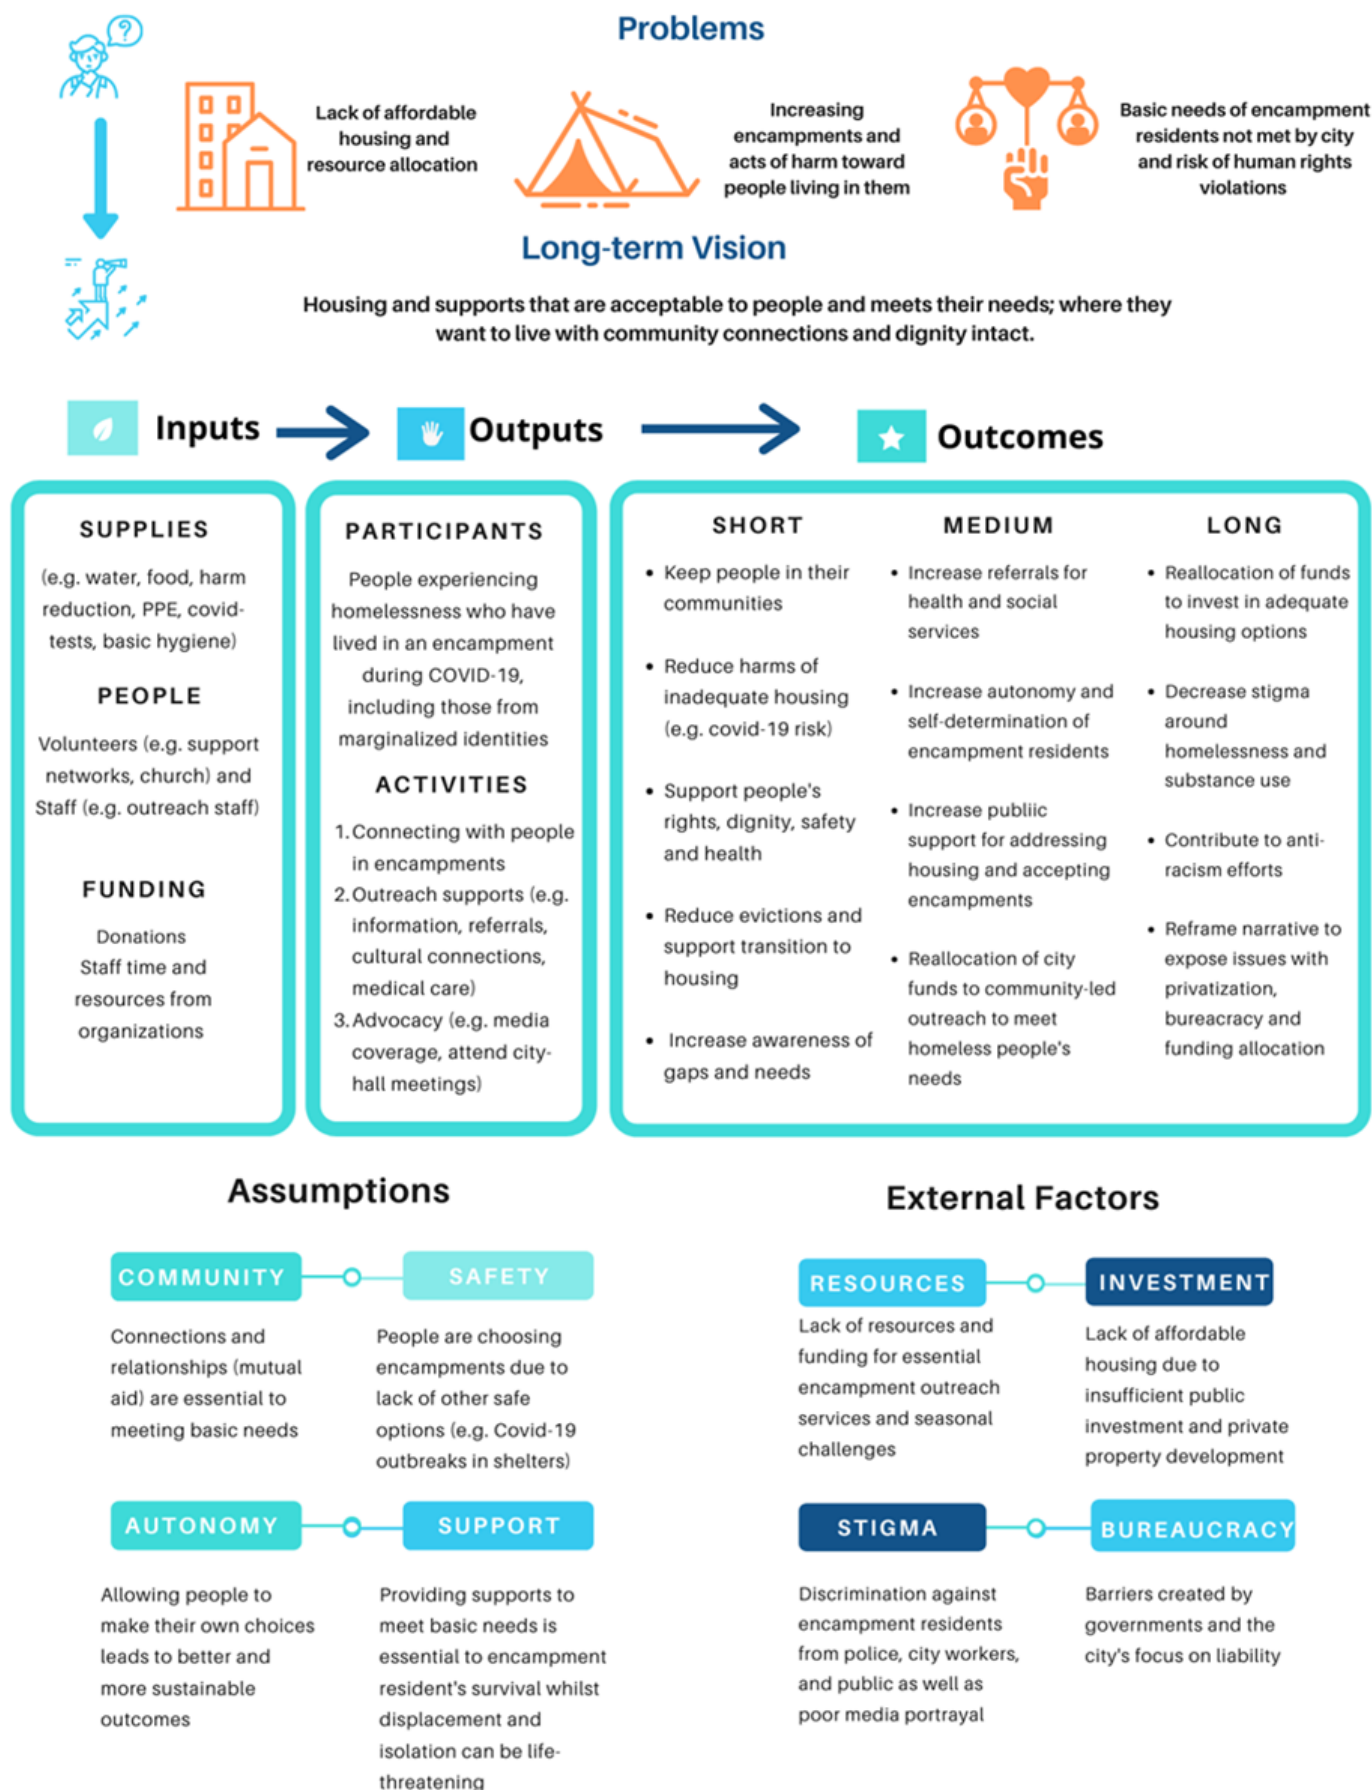 ?
Problems
Lack of affordable
housing and
resource allocation
Increasing
encampments and
acts of harm toward
people living in them
Basic needs of encampment
residents not met by city
and risk of human rights
violations
Long-term Vision
Housing and supports that are acceptable to people and meets their needs; where they
want to live with community connections and dignity intact.
Inputs
Outputs
Outcomes
SUPPLIES
(e.g. water, food, harm
reduction, PPE, covid-
tests, basic hygiene)
PEOPLE
Volunteers (e.g. support
networks, church) and
Staff (e.g. outreach staff)
FUNDING
Donations
Staff time and
resources from
organizations
PARTICIPANTS
People experiencing
homelessness who have
lived in an encampment
during COVID-19,
including those from
marginalized identities
ACTIVITIES
1. Connecting with people
in encampments
2. Outreach supports (e.g.
information, referrals,
cultural connections,
medical care)
3. Advocacy (e.g. media
coverage, attend city-
hall meetings)
SHORT
• Keep people in their
communities
• Reduce harms of
inadequate housing
(e.g. covid-19 risk)
• Support people's
rights, dignity, safety
and health
• Reduce evictions and
support transition to
housing
• Increase awareness of
gaps and needs
MEDIUM
• Increase referrals for
health and social
services
• Increase autonomy and
self-determination of
encampment residents
• Increase publiic
support for addressing
housing and accepting
encampments
• Reallocation of city
funds to community-led
outreach to meet
homeless people's
needs
LONG
• Reallocation of funds
to invest in adequate
housing options
• Decrease stigma
around
homelessness and
substance use
• Contribute to anti-
racism efforts
• Reframe narrative to
expose issues with
privatization,
bureacracy and
funding allocation
Assumptions
COMMUNITY
Connections and
relationships (mutual
aid) are essential to
meeting basic needs
SAFETY
People are choosing
encampments due to
lack of other safe
options (e.g. Covid-19
outbreaks in shelters)
AUTONOMY
Allowing people to
make their own choices
leads to better and
more sustainable
outcomes
SUPPORT
Providing supports to
meet basic needs is
essential to encampment
resident's survival whilst
displacement and
isolation can be life-
threatening
External Factors
RESOURCES
Lack of resources and
funding for essential
encampment outreach
services and seasonal
challenges
INVESTMENT
Lack of affordable
housing due to
insufficient public
investment and private
property development
STIGMA
Discrimination against
encampment residents
from police, city workers,
and public as well as
poor media portrayal
BUREAUCRACY
Barriers created by
governments and the
city's focus on liability